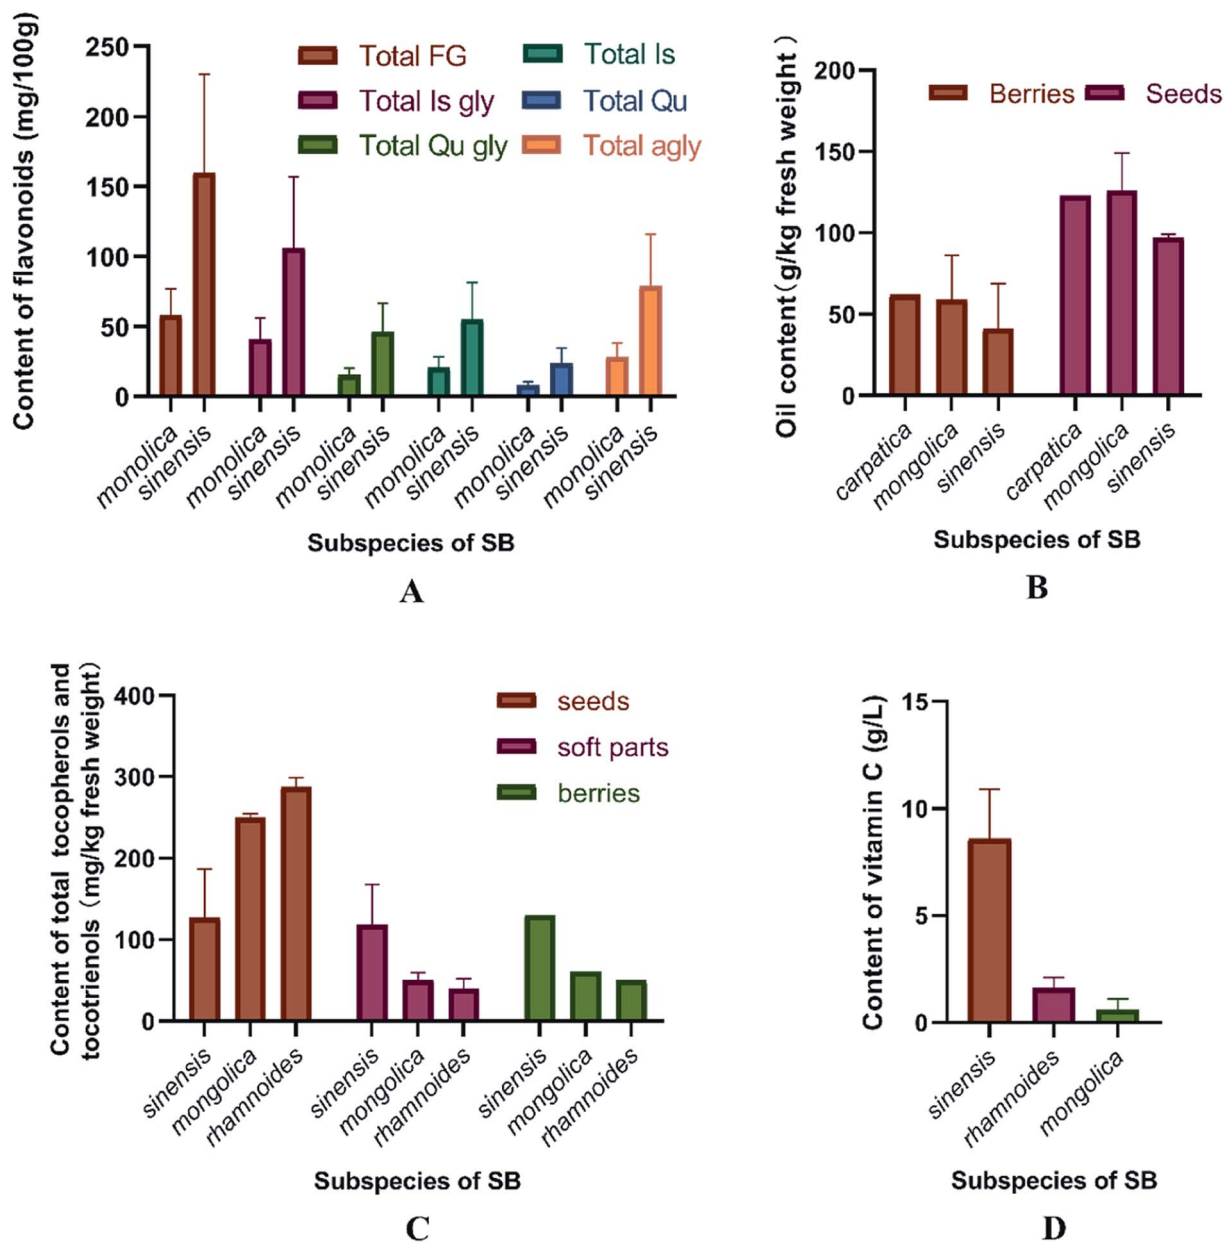 Content of flavonoids (mg/100g)
250
200
150
100
50
0
Total FG
Total Is
Total Is gly
Total Qu
Total Qu gly
Total agly
monolica
sinensis
monolica
sinensis
monolica
sinensis
monolica
sinensis
monolica
sinensis
monolica
sinensis
Subspecies of SB
A
Oil content(g/kg fresh weight )
200
150
100
50
0
Berries
Seeds
carpatica
mongolica
sinensis
carpatica
mongolica
sinensis
Subspecies of SB
B
Content of total tocopherols and
tocotrienols (mg/kg fresh weight)
400
300
200
100
0
seeds
soft parts
berries
sinensis
mongolica
rhamnoides
sinensis
mongolica
rhamnoides
sinensis
mongolica
rhamnoides
Subspecies of SB
C
Content of vitamin C (g/L)
15
10
5
0
sinensis
rhamnoides
mongolica
Subspecies of SB
D